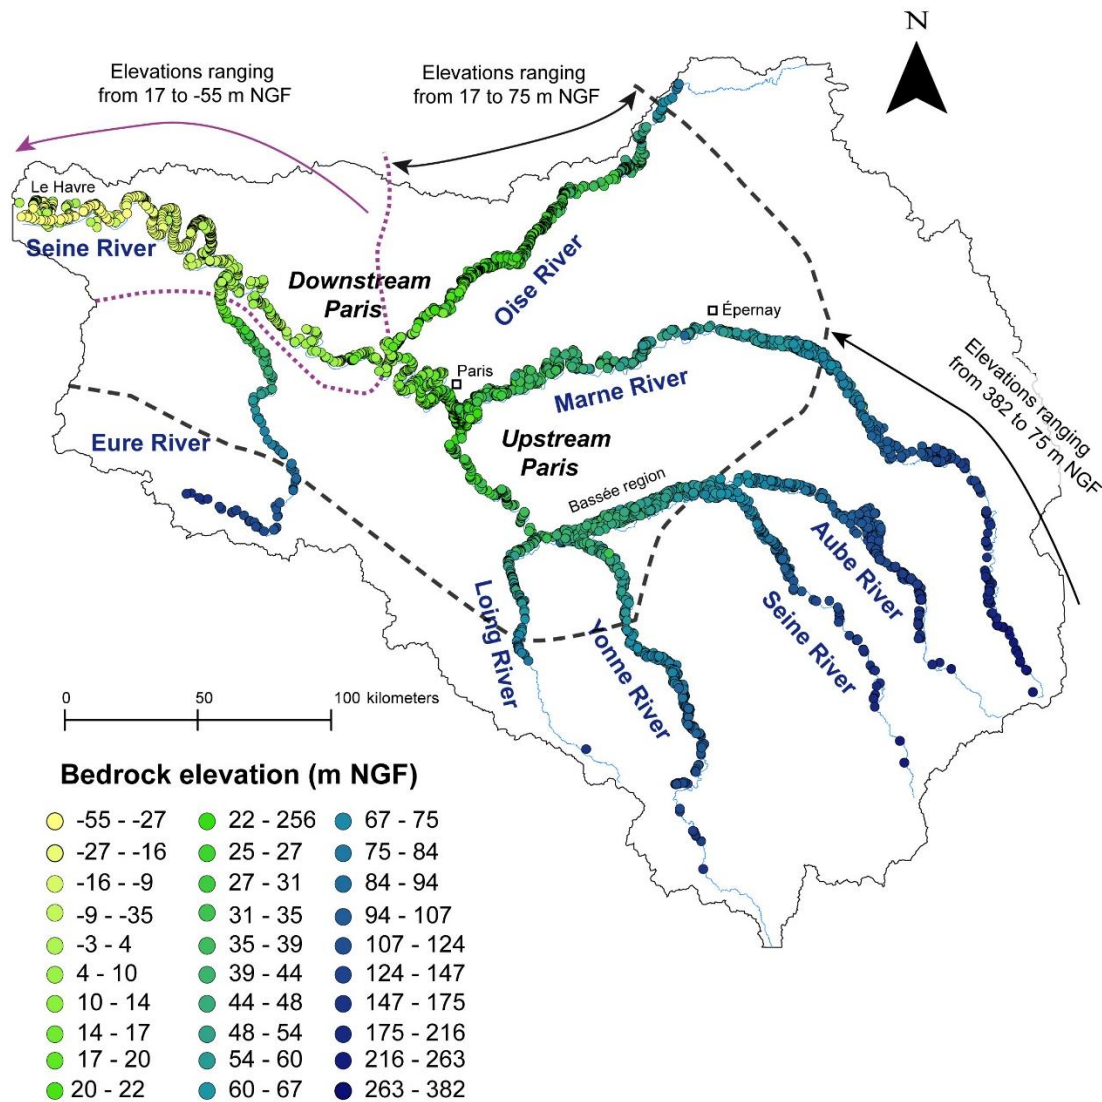 N
Elevations ranging
from 17 to -55 m NGF
Elevations ranging
from 17 to 75 m NGF
Le Havre
Seine River
Downstream
Paris
Oise River
Épernay
Paris
Marne River
Elevations ranging
from 382 to 75 m NGF
Eure River
Upstream
Paris
Bassée region
Aube River
Seine River
Loing River
Yonne River
0 50 100 kilometers
Bedrock elevation (m NGF)
-55 - -27
-27 - -16
-16 - -9
-9 - -35
-3 - 4
4 - 10
10 - 14
14 - 17
17 - 20
20 - 22
22 - 256
25 - 27
27 - 31
31 - 35
35 - 39
39 - 44
44 - 48
48 - 54
54 - 60
60 - 67
67 - 75
75 - 84
84 - 94
94 - 107
107 - 124
124 - 147
147 - 175
175 - 216
216 - 263
263 - 382